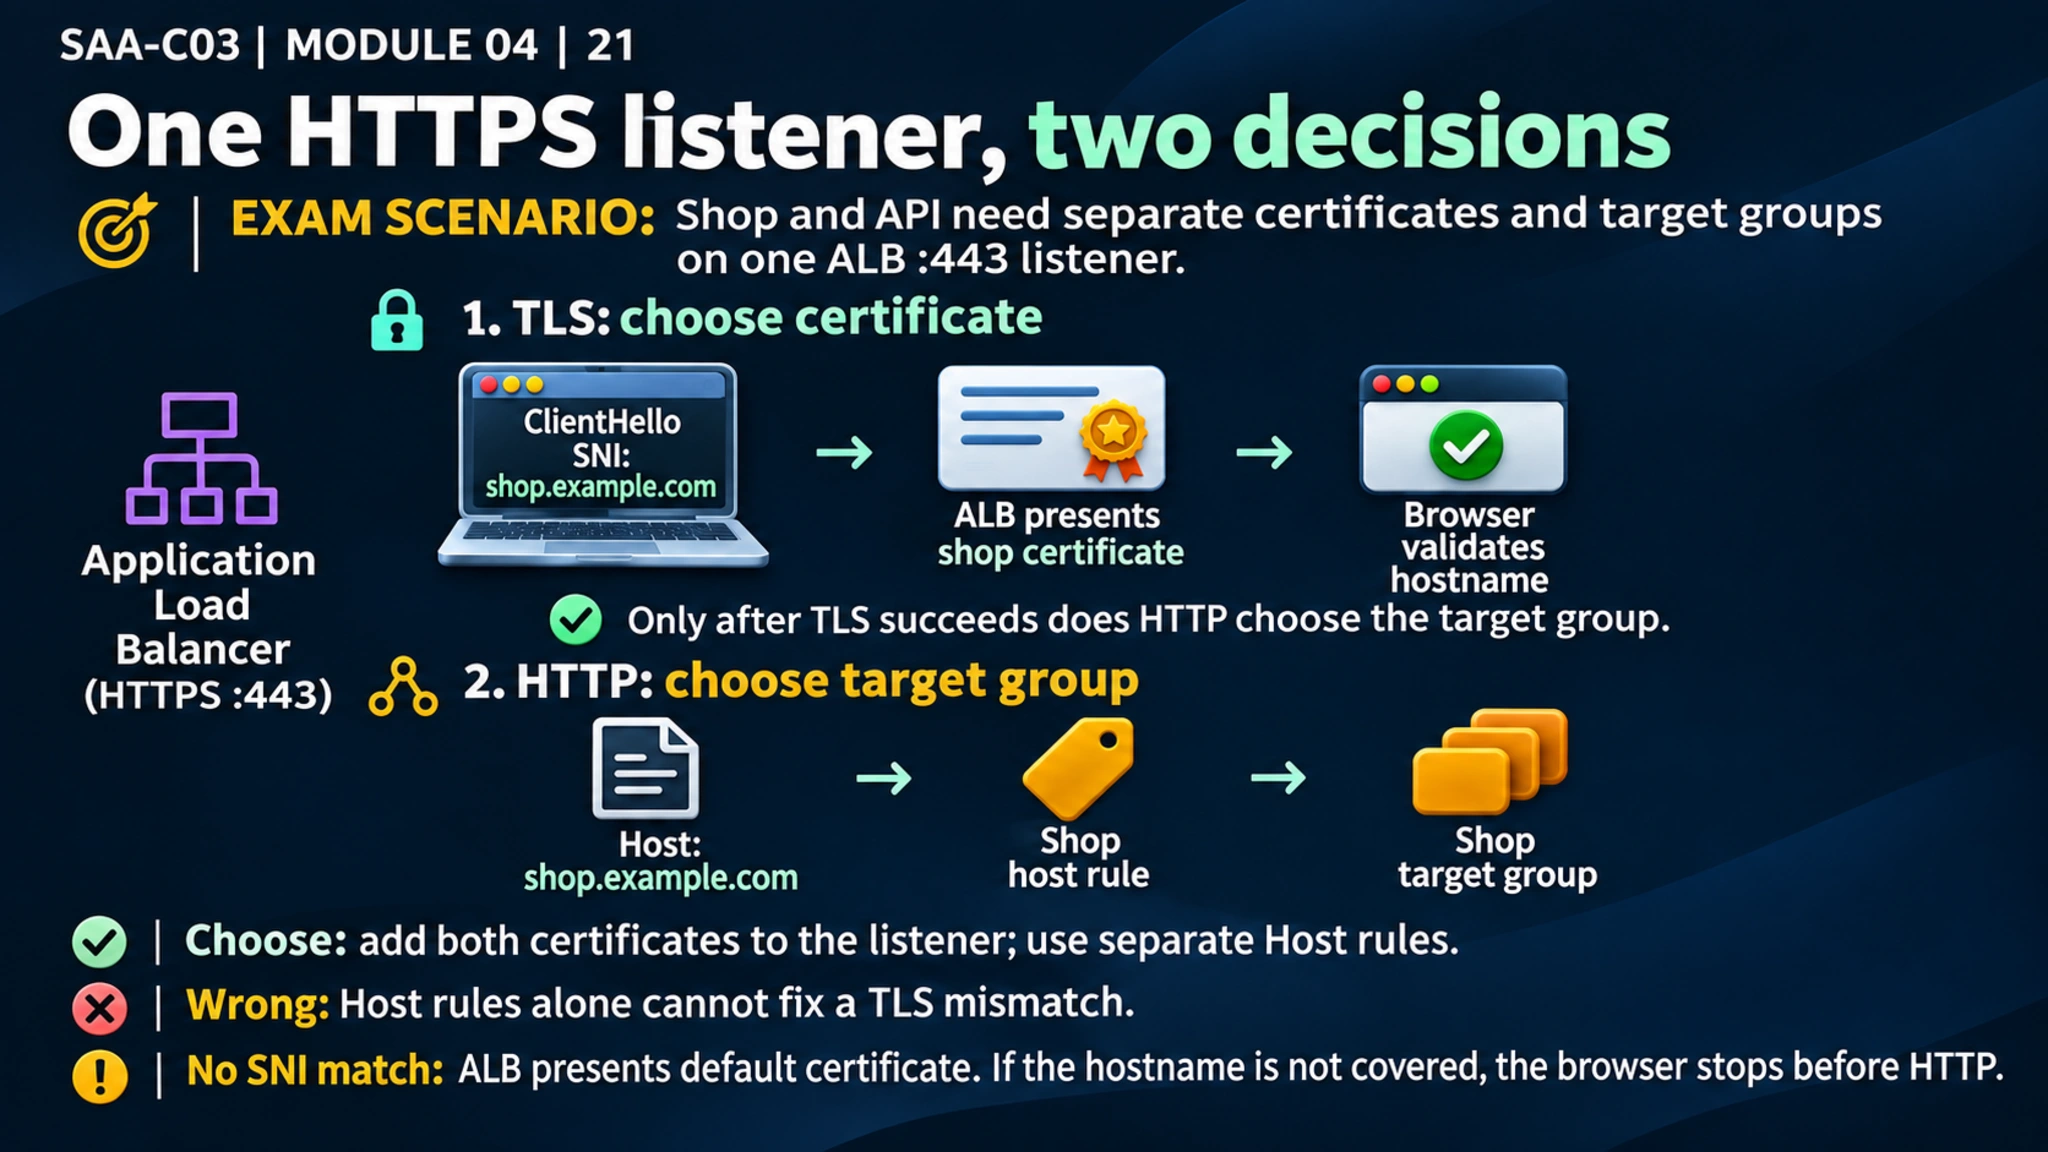 SAA-C03 | MODULE 04 | 21
One HTTPS listener, two decisions
EXAM SCENARIO: Shop and API need separate certificates and target groups
on one ALB :443 listener.
1. TLS: choose certificate
ClientHello
SNI:
shop.example.com
ALB presents
shop certificate
Browser
validates
hostname
Application
Load
Balancer
(HTTPS :443)
Only after TLS succeeds does HTTP choose the target group.
2. HTTP: choose target group
Host:
shop.example.com
Shop
host rule
Shop
target group
Choose: add both certificates to the listener; use separate Host rules.
Wrong: Host rules alone cannot fix a TLS mismatch.
No SNI match: ALB presents default certificate. If the hostname is not covered, the browser stops before HTTP.